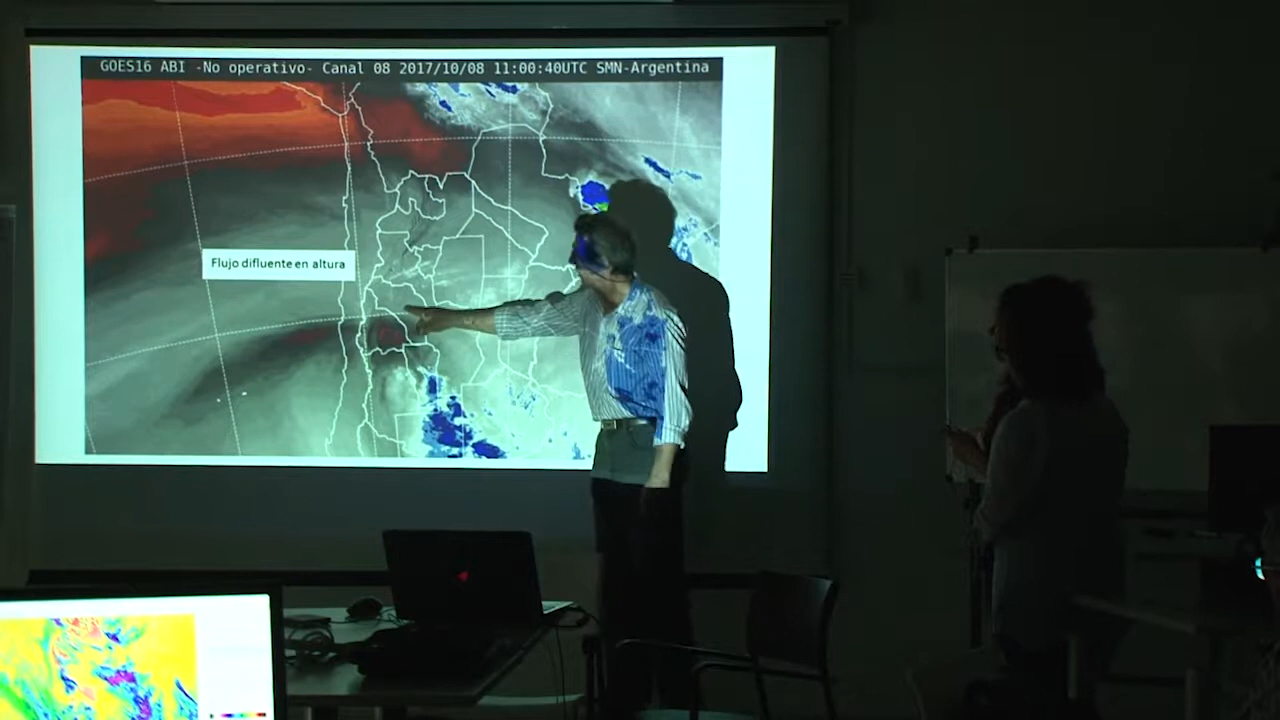 GOES16 ABI -No operativo- Canal 08 2017/10/08 11:00:40UTC SMN-Argentina
Flujo difluente en altura